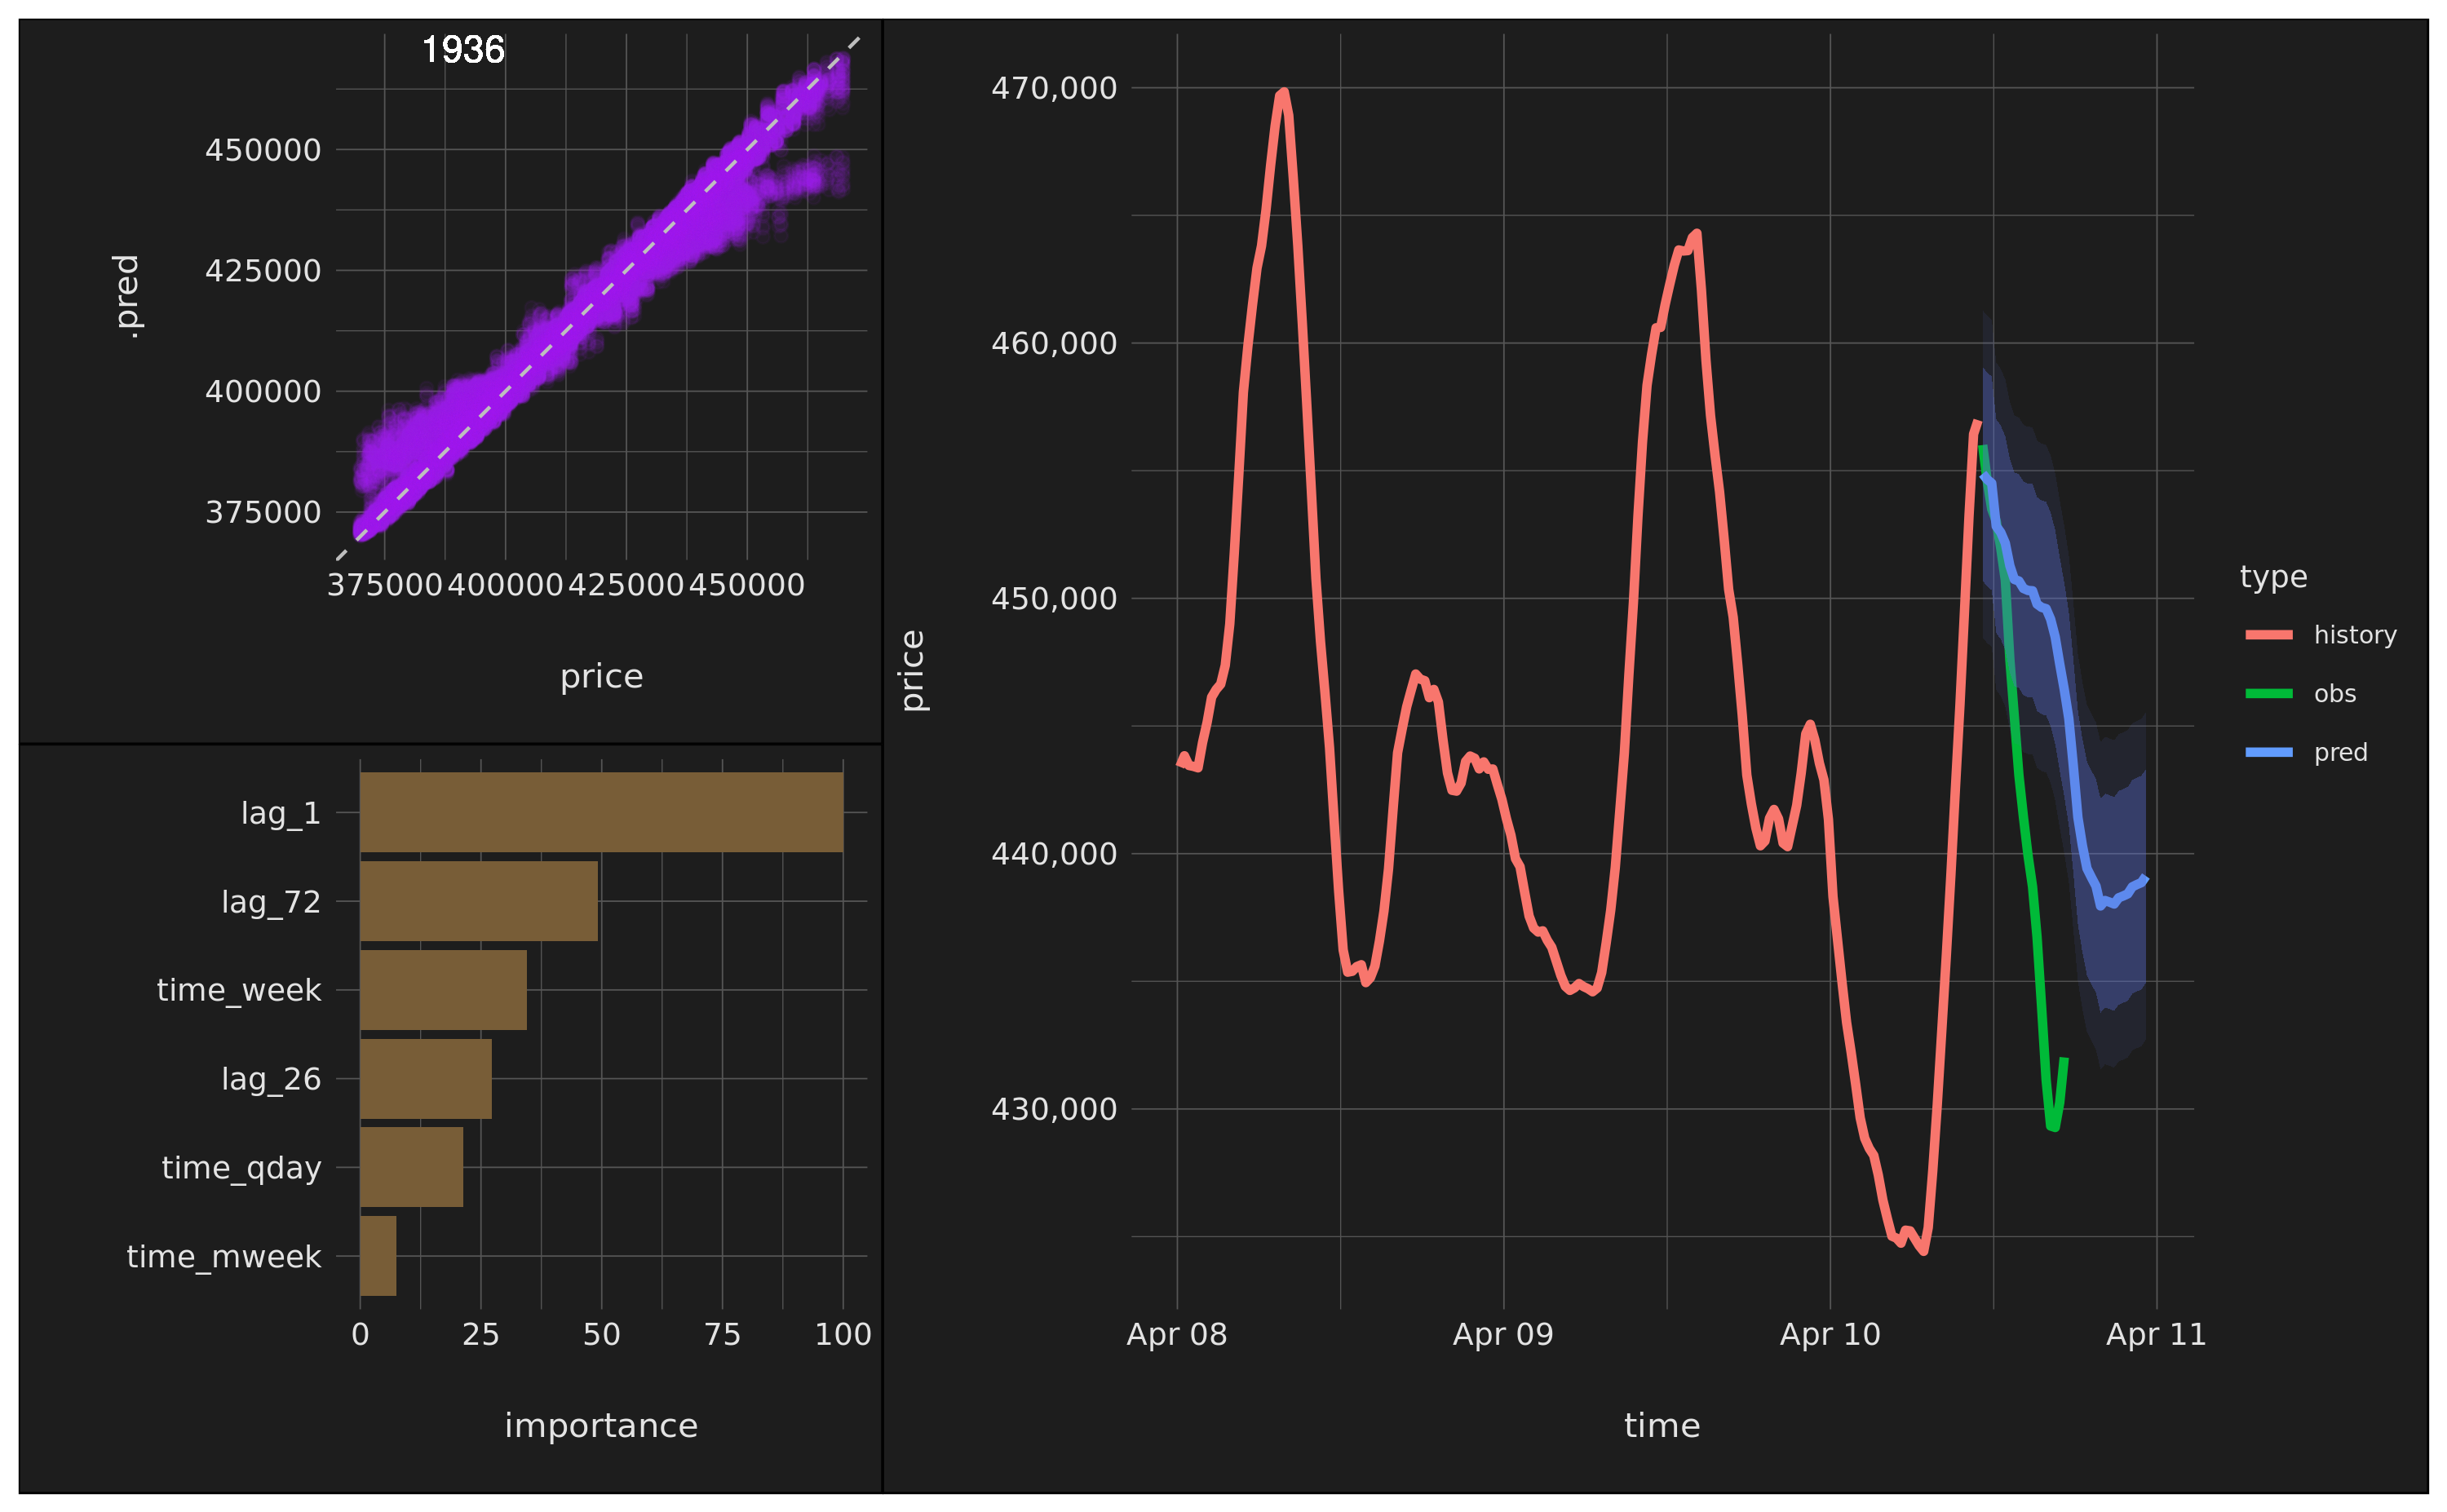 1936
.pred
450000
425000
400000
375000
375000 400000 425000 450000
price
lag_1
lag_72
time_week
lag_26
time_qday
time_mweek
0 25 50 75 100
importance
price
470,000
460,000
450,000
440,000
430,000
Apr 08 Apr 09 Apr 10 Apr 11
time
type
history
obs
pred